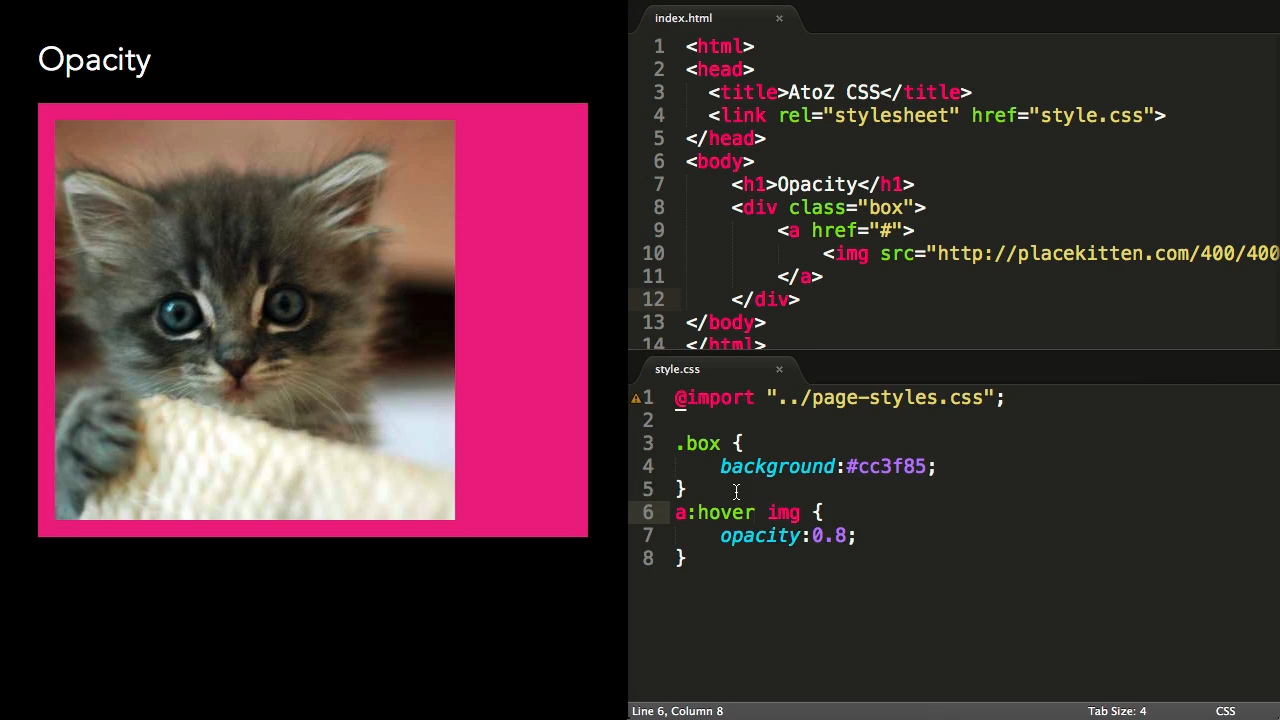 Opacity
index.html ×
1 <html>
2 <head>
3 <title>AtoZ CSS</title>
4 <link rel="stylesheet" href="style.css">
5 </head>
6 <body>
7 <h1>Opacity</h1>
8 <div class="box">
9 <a href="#">
10 <img src="http://placekitten.com/400/400
11 </a>
12 </div>
13 </body>
14 </html>
style.css ×
1 @import "../page-styles.css";
2
3 .box {
4 background:#cc3f85;
5 }
6 a:hover img {
7 opacity:0.8;
8 }
Line 6, Column 8 Tab Size: 4 CSS